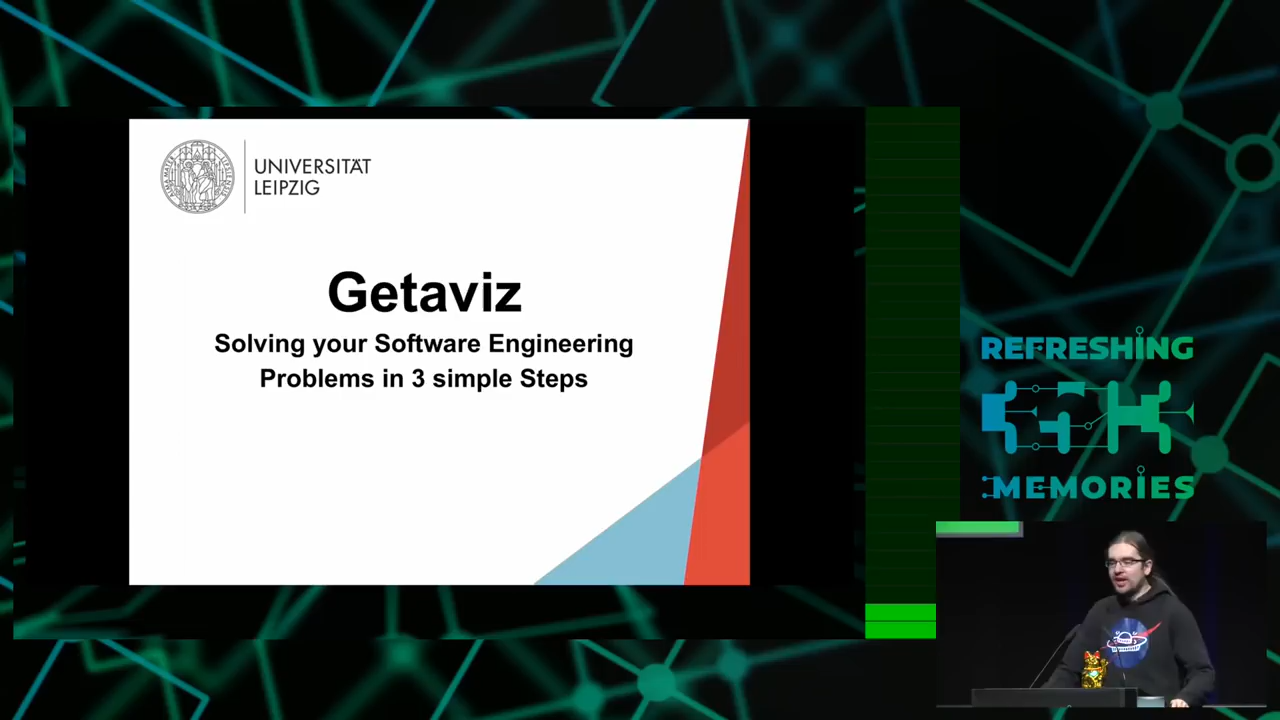 UNIVERSITÄT
LEIPZIG
Getaviz
Solving your Software Engineering
Problems in 3 simple Steps
REFRESHING
MEMORIES